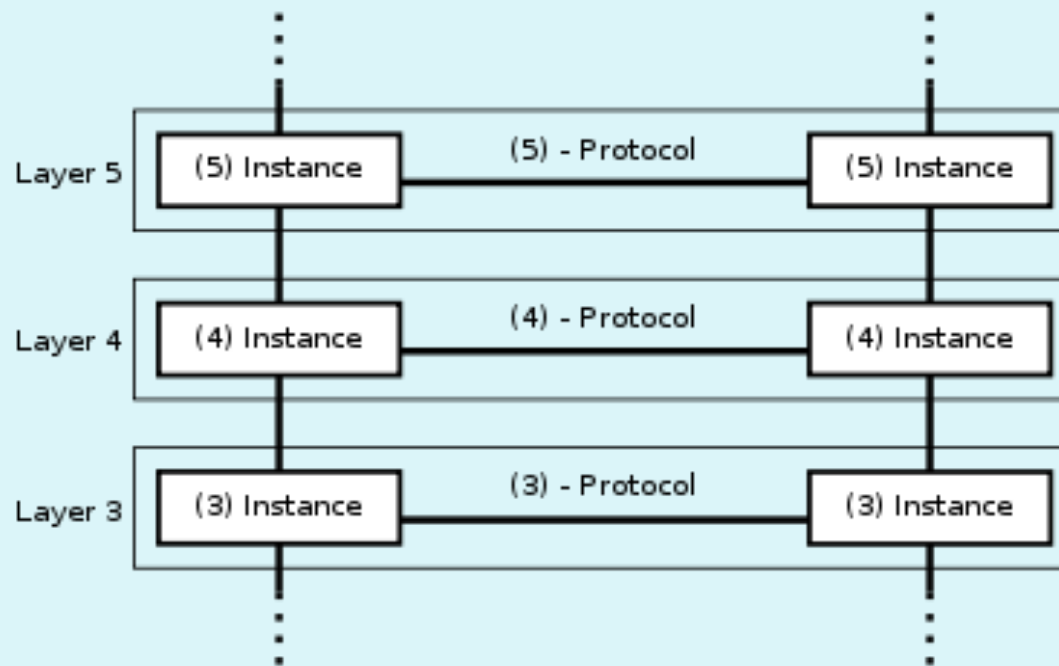 (5) - Protocol
Layer 5 (5) Instance (5) Instance
(4) - Protocol
Layer 4 (4) Instance (4) Instance
(3) - Protocol
Layer 3 (3) Instance (3) Instance